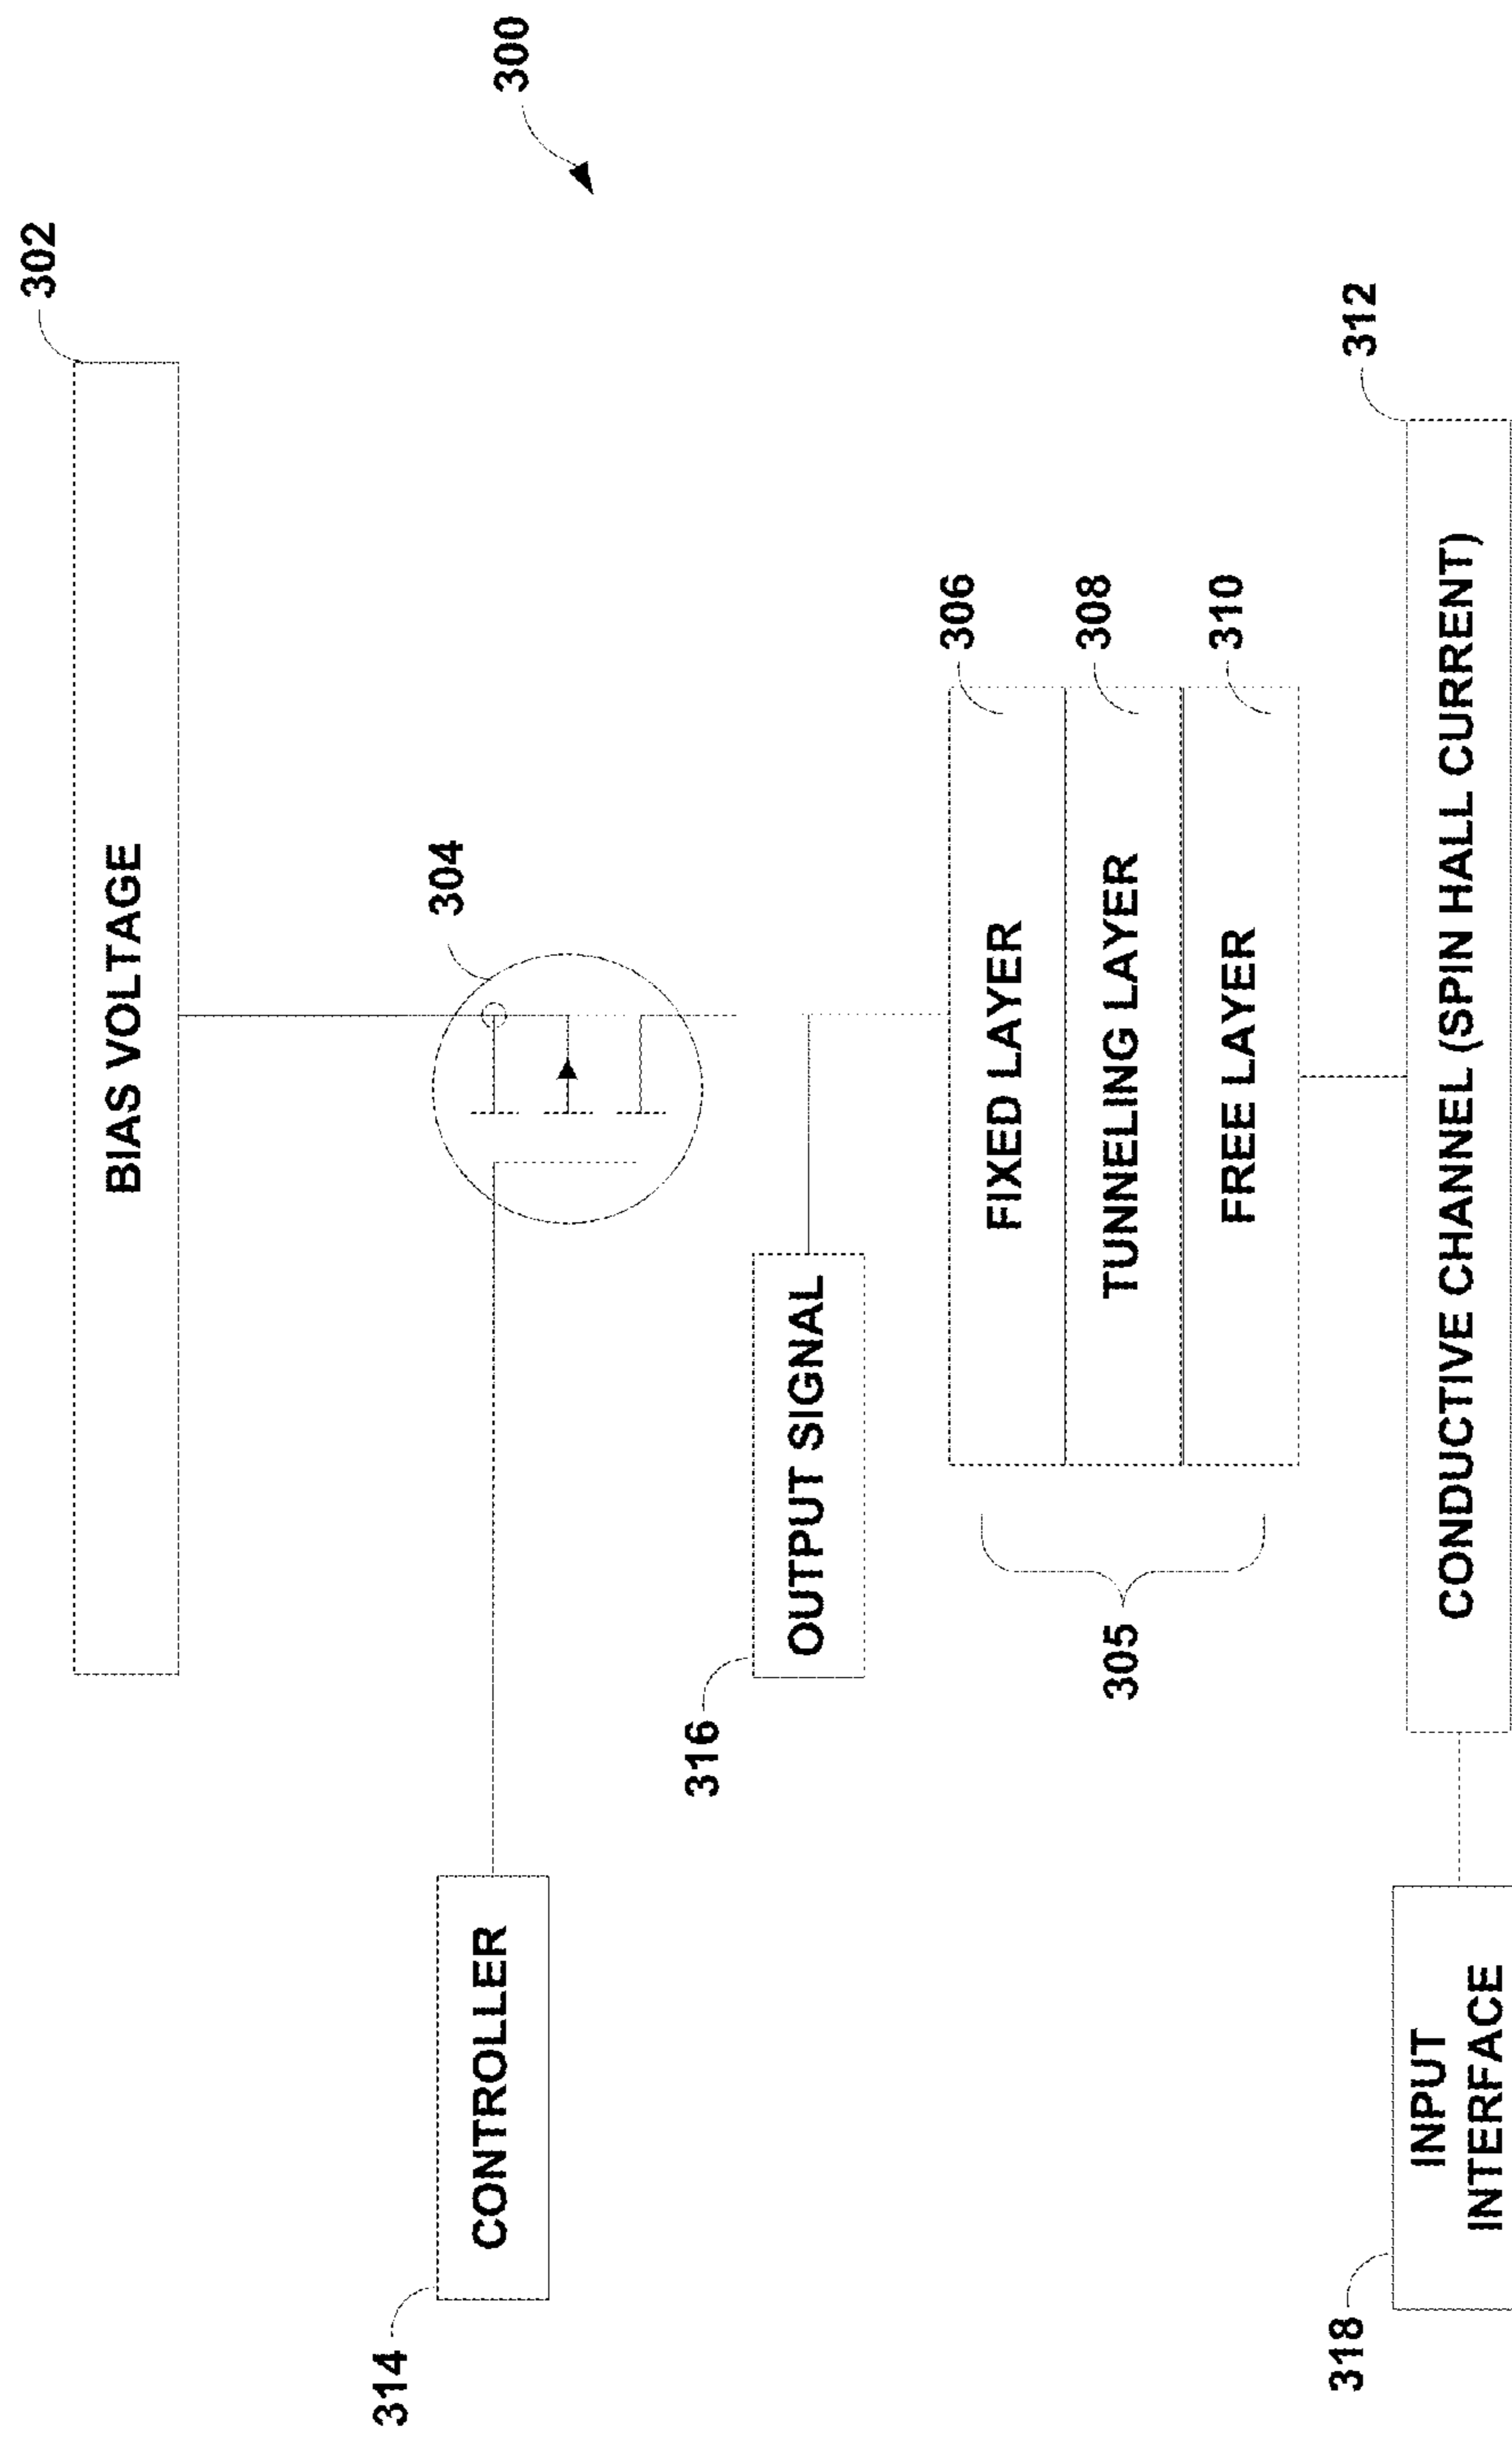 300
302
BIAS VOLTAGE
304
314
CONTROLLER
316
OUTPUT SIGNAL
306
FIXED LAYER
308
TUNNELING LAYER
310
FREE LAYER
305
312
CONDUCTIVE CHANNEL (SPIN HALL CURRENT)
318
INPUT
INTERFACE